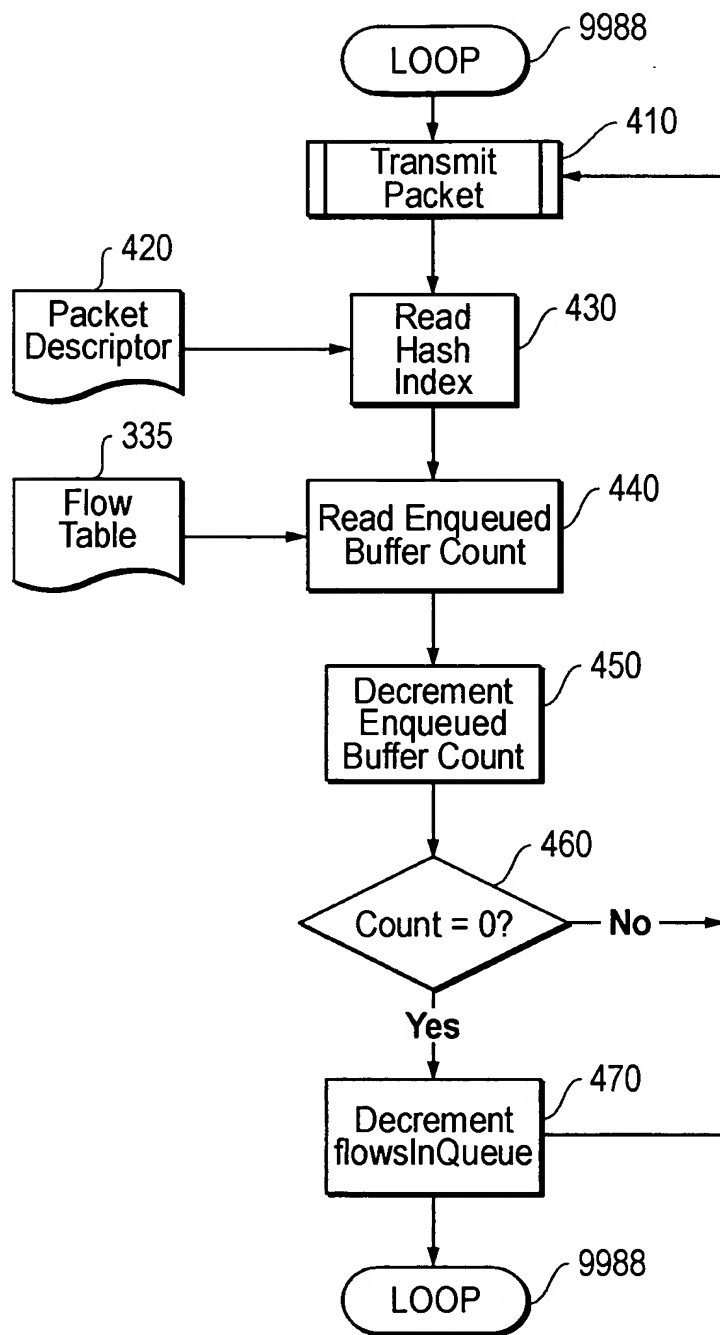 LOOP
9988
Transmit
Packet
410
420
Packet
Descriptor
Read
Hash
Index
430
335
Flow
Table
Read Enqueued
Buffer Count
440
Decrement
Enqueued
Buffer Count
450
460
Count = 0?
No
Yes
Decrement
flowsInQueue
470
LOOP
9988